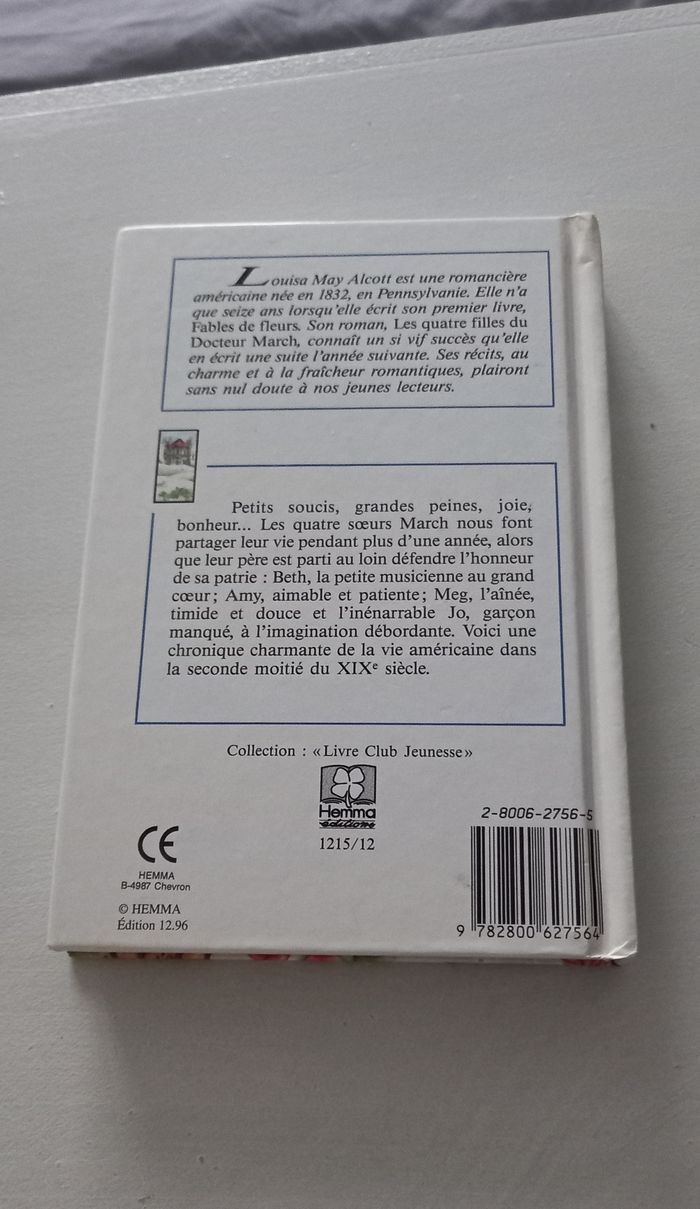 Louisa May Alcott est une romancière
américaine née en 1832, en Pennsylvanie. Elle n'a
que seize ans lorsqu'elle écrit son premier livre,
Fables de fleurs. Son roman, Les quatre filles du
Docteur March, connaît un si vif succès qu'elle
en écrit une suite l'année suivante. Ses récits, au
charme et à la fraîcheur romantiques, plairont
sans nul doute à nos jeunes lecteurs.
Petits soucis, grandes peines, joie,
bonheur... Les quatre sœurs March nous font
partager leur vie pendant plus d'une année, alors
que leur père est parti au loin défendre l'honneur
de sa patrie : Beth, la petite musicienne au grand
cœur ; Amy, aimable et patiente ; Meg, l'aînée,
timide et douce et l'inénarrable Jo, garçon
manqué, à l'imagination débordante. Voici une
chronique charmante de la vie américaine dans
la seconde moitié du XIXe siècle.
Collection : «Livre Club Jeunesse»
Hemma
éditions
1215/12
CE
HEMMA
B-4987 Chevron
© HEMMA
Édition 12.96
2-8006-2756-5
9 782800 627564